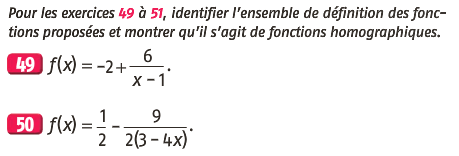 Pour les exercices 49 à 51, identifier l'ensemble de définition des fonc-
tions proposées et montrer qu'il s'agit de fonctions homographiques.
49 f(x) = -2 + 6/(x - 1).
50 f(x) = 1/2 - 9/(2(3 - 4x)).